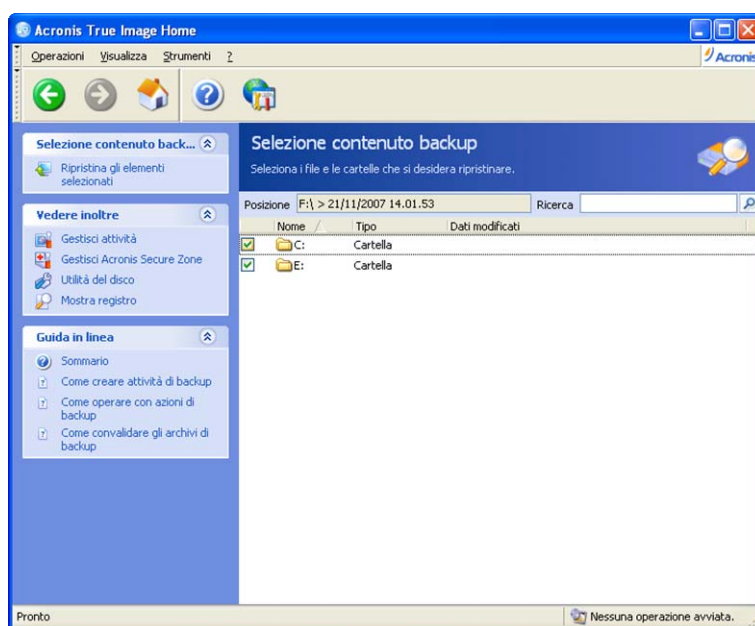 Acronis True Image Home
Operazioni Visualizza Strumenti ?
Acronis
Selezione contenuto back...
Ripristina gli elementi
selezionati
Vedere inoltre
Gestisci attività
Gestisci Acronis Secure Zone
Utilità del disco
Mostra registro
Guida in linea
Sommario
Come creare attività di backup
Come operare con azioni di
backup
Come convalidare gli archivi di
backup
Selezione contenuto backup
Seleziona i file e le cartelle che si desidera ripristinare.
Posizione F:\ > 21/11/2007 14.01.53 Ricerca
Nome Tipo Dati modificati
C: Cartella
E: Cartella
Pronto Nessuna operazione avviata.